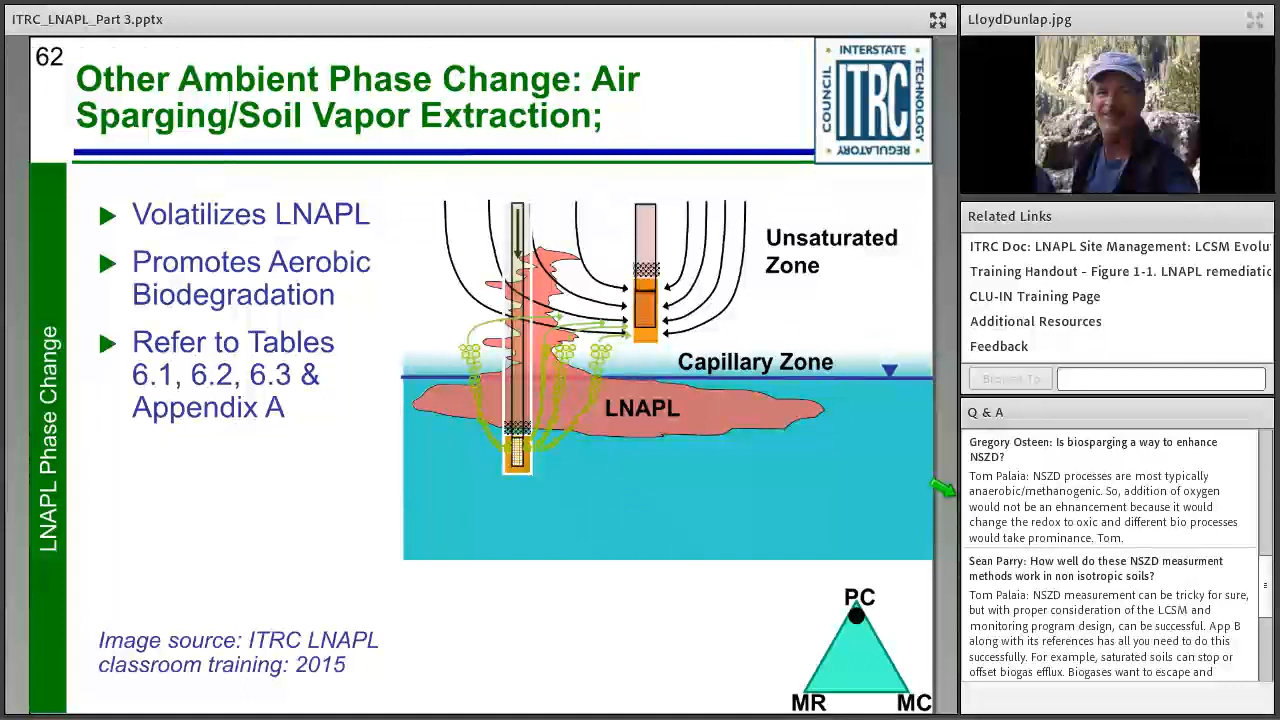 ITRC_LNAPL_Part 3.pptx
62
Other Ambient Phase Change: Air
Sparging/Soil Vapor Extraction;
INTERSTATE
COUNCIL
ITRC
TECHNOLOGY
REGULATORY
LNAPL Phase Change
Volatilizes LNAPL
Promotes Aerobic
Biodegradation
Refer to Tables
6.1, 6.2, 6.3 &
Appendix A
Unsaturated
Zone
Capillary Zone
LNAPL
Image source: ITRC LNAPL
classroom training: 2015
PC
MR
MC
LloydDunlap.jpg
Related Links
ITRC Doc: LNAPL Site Management: LCSM Evolu
Training Handout - Figure 1-1. LNAPL remediatic
CLU-IN Training Page
Additional Resources
Feedback
Browse To
Q & A
Gregory Osteen: Is biosparging a way to enhance
NSZD?
Tom Palaia: NSZD processes are most typically
anaerobic/methanogenic. So, addition of oxygen
would not be an ehnancement because it would
change the redox to oxic and different bio processes
would take prominance. Tom.
Sean Parry: How well do these NSZD measurment
methods work in non isotropic soils?
Tom Palaia: NSZD measurement can be tricky for sure,
but with proper consideration of the LCSM and
monitoring program design, can be successful. App B
along with its references has all you need to do this
successfully. For example, saturated soils can stop or
offset biogas efflux. Biogases want to escape and